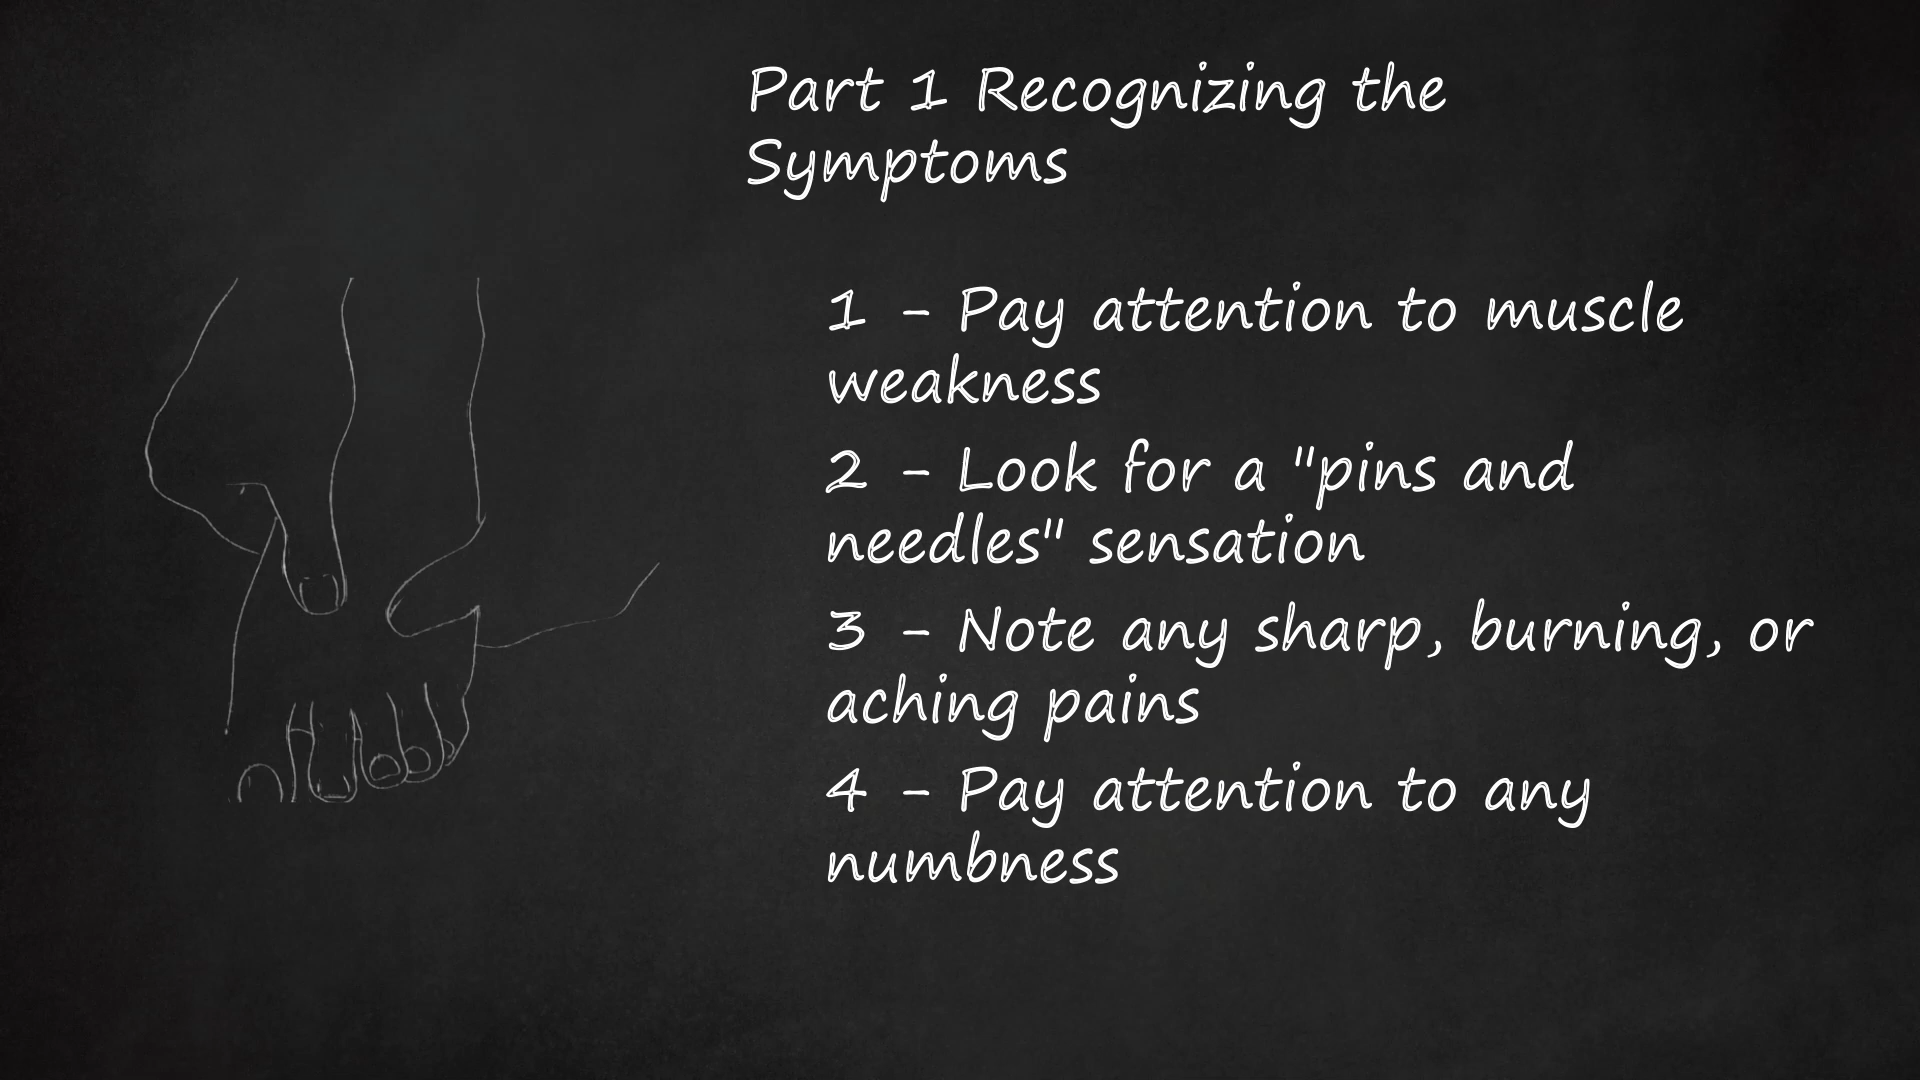 Part 1 Recognizing the
Symptoms
1 - Pay attention to muscle
weakness
2 - Look for a "pins and
needles" sensation
3 - Note any sharp, burning, or
aching pains
4 - Pay attention to any
numbness